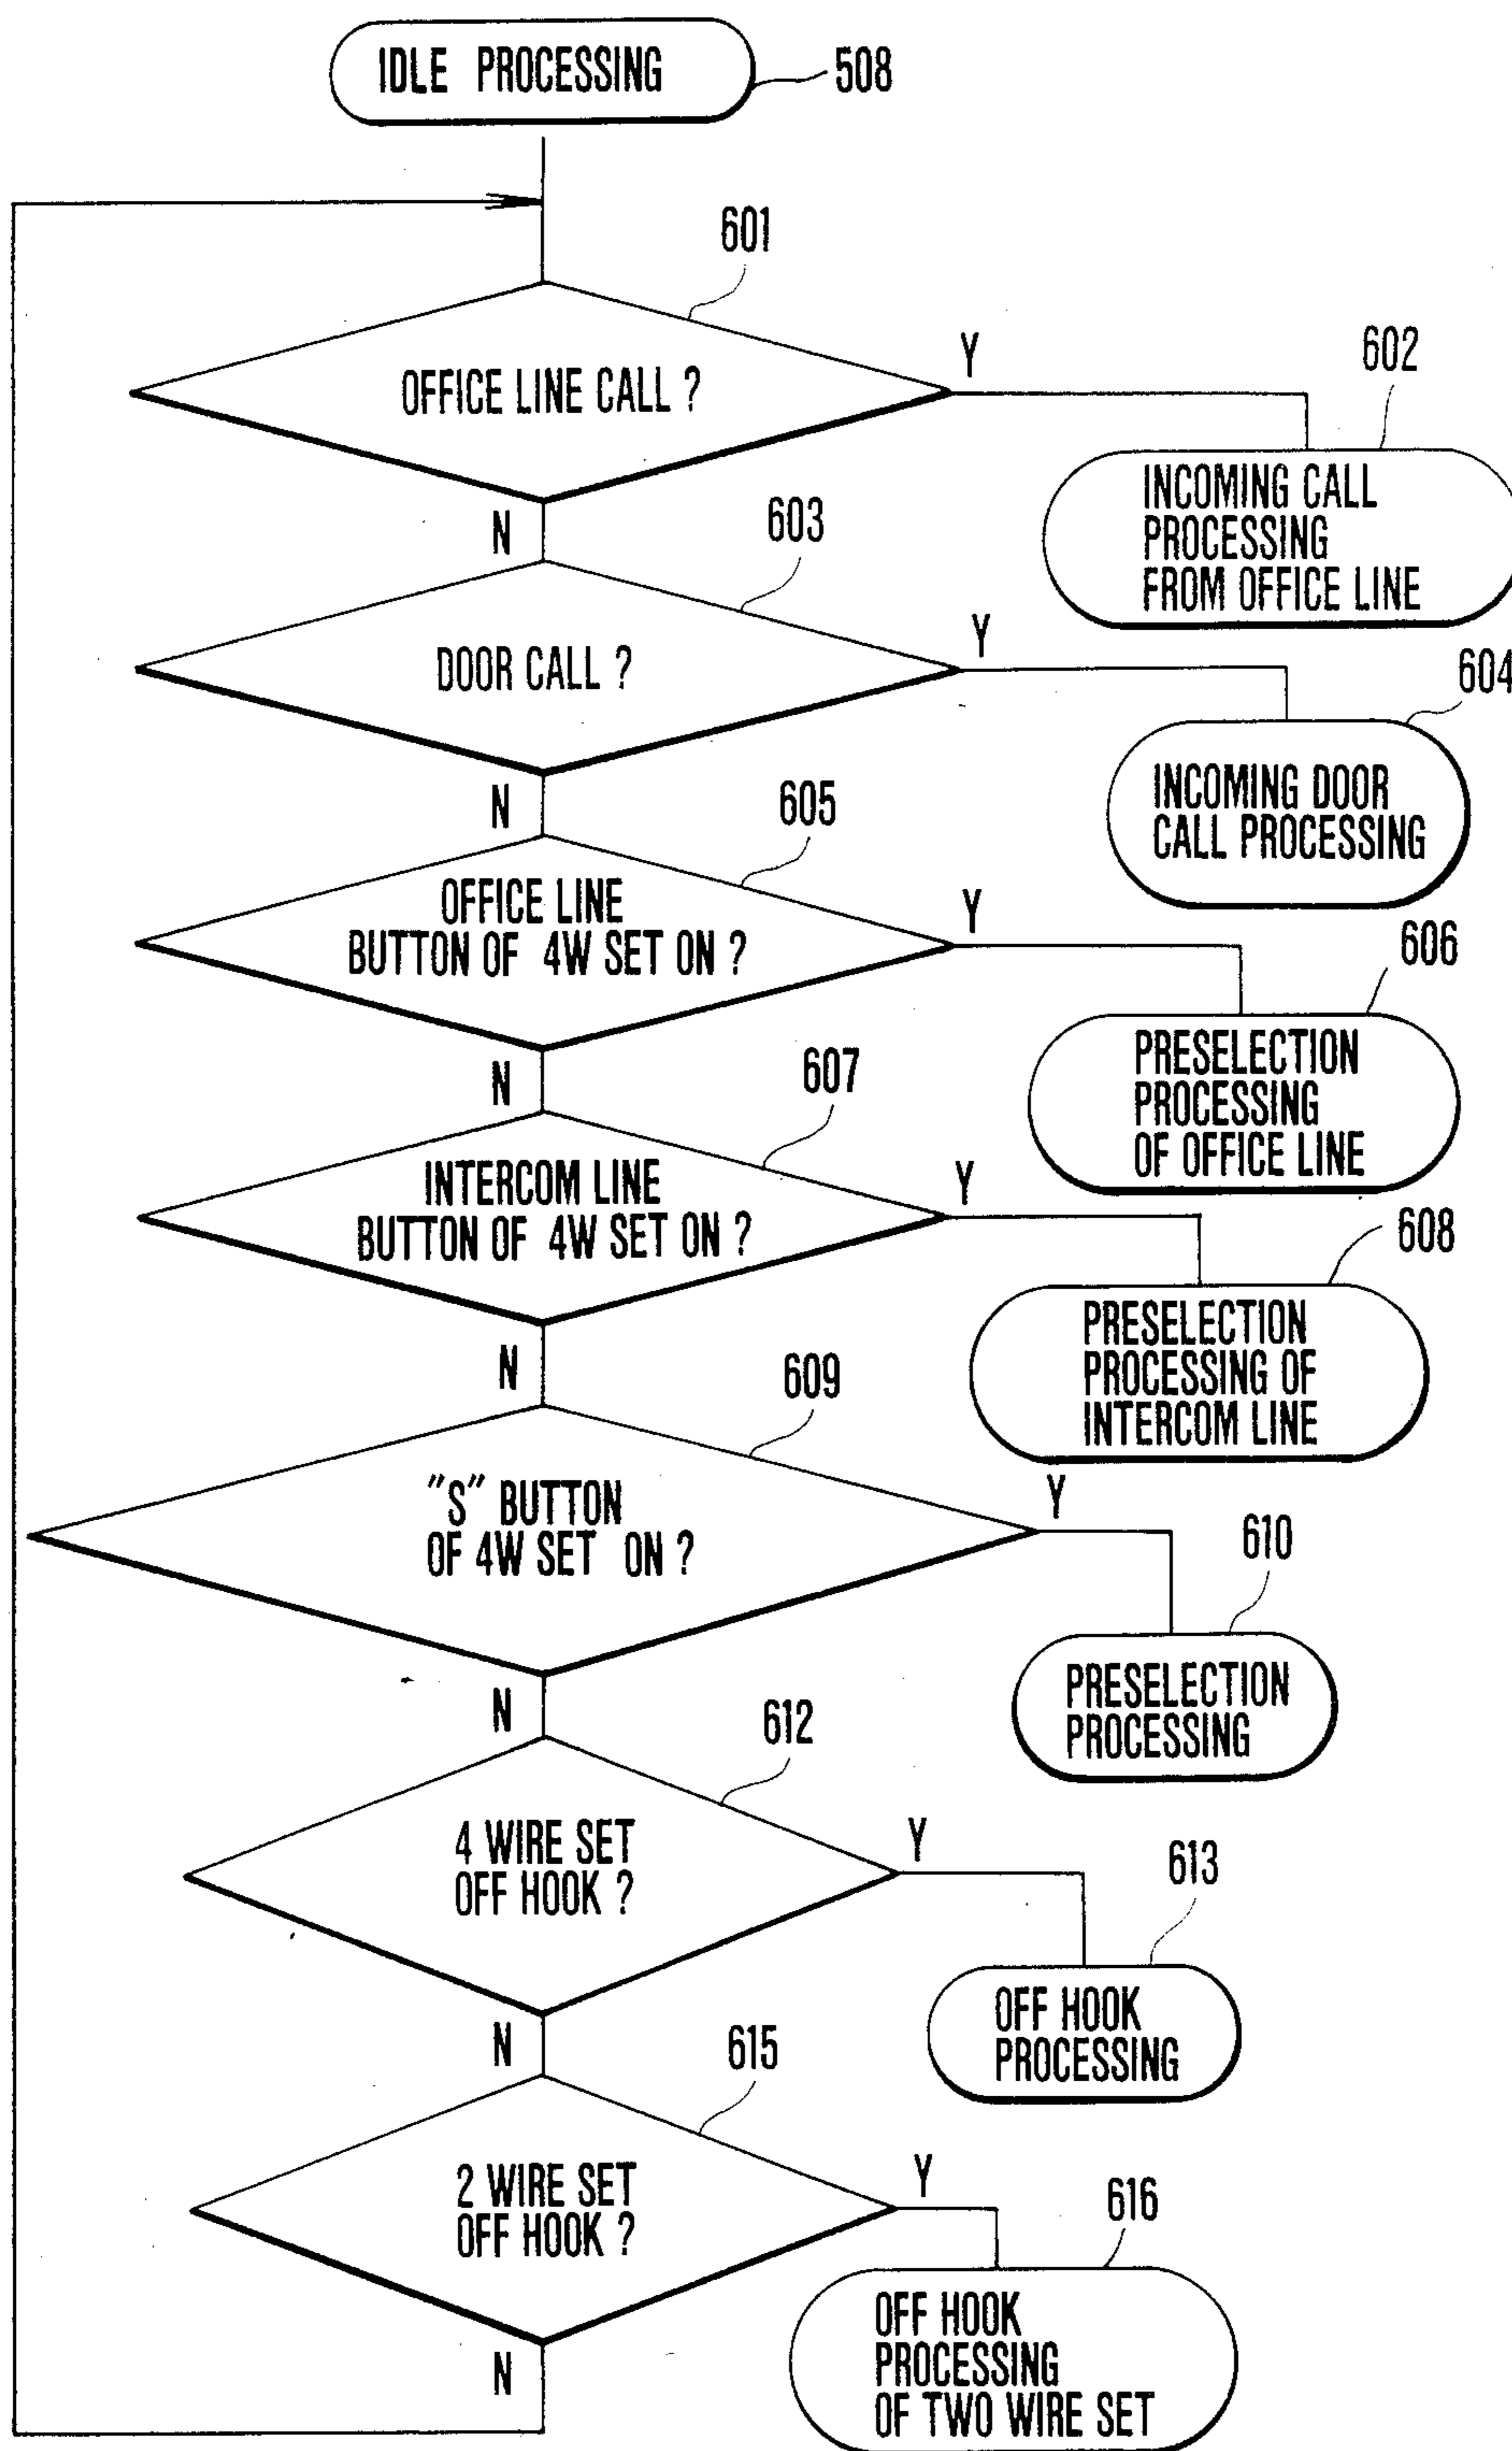 IDLE PROCESSING
508
601
OFFICE LINE CALL ?
Y
602
INCOMING CALL
PROCESSING
FROM OFFICE LINE
N
603
DOOR CALL ?
Y
604
INCOMING DOOR
CALL PROCESSING
N
605
OFFICE LINE
BUTTON OF 4W SET ON ?
Y
606
PRESELECTION
PROCESSING
OF OFFICE LINE
N
607
INTERCOM LINE
BUTTON OF 4W SET ON ?
Y
608
PRESELECTION
PROCESSING OF
INTERCOM LINE
N
609
"S" BUTTON
OF 4W SET ON ?
Y
610
PRESELECTION
PROCESSING
N
612
4 WIRE SET
OFF HOOK ?
Y
613
OFF HOOK
PROCESSING
N
615
2 WIRE SET
OFF HOOK ?
Y
616
OFF HOOK
PROCESSING
OF TWO WIRE SET
N